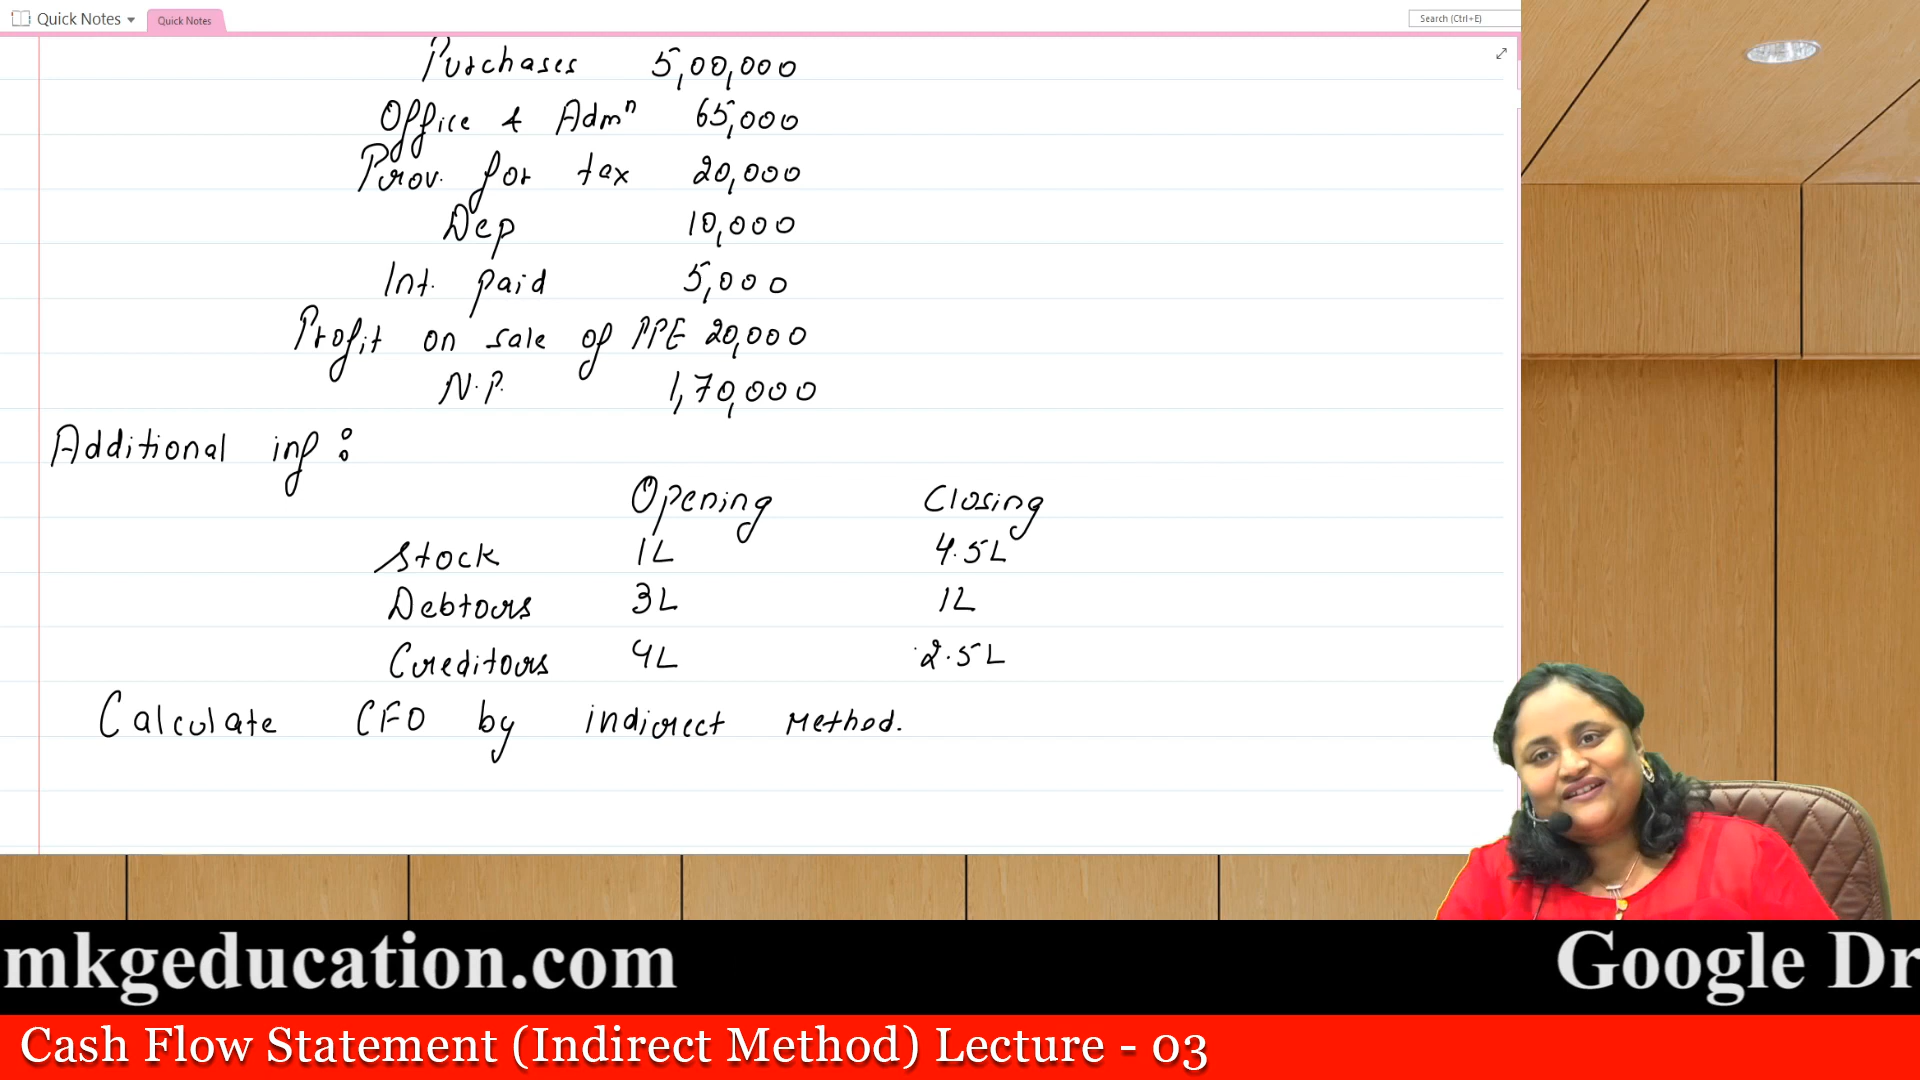 Quick Notes
Quick Notes
Search (Ctrl+E)
Purchases 5,00,000
Office & Admⁿ 65,000
Prov. for tax 20,000
Dep 10,000
Int. paid 5,000
Profit on sale of PPE 20,000
N.P. 1,70,000
Additional inf :
Opening Closing
Stock 1L 4.5L
Debtors 3L 1L
Creditors 4L 2.5L
Calculate CFO by indirect method.
mkgeducation.com Google Dr
Cash Flow Statement (Indirect Method) Lecture - 03